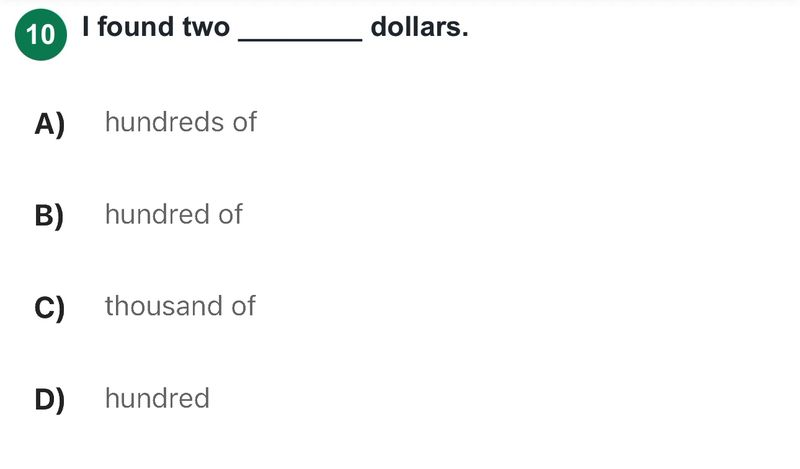 10 I found two ________ dollars.
A) hundreds of
B) hundred of
C) thousand of
D) hundred